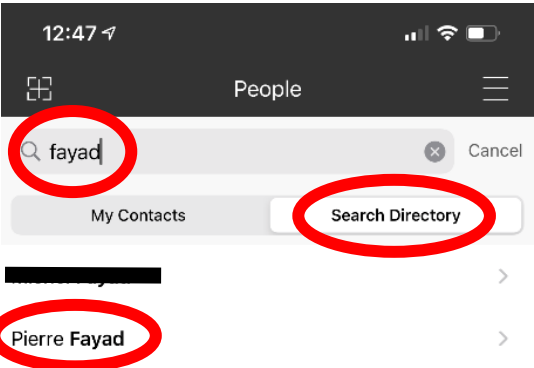 12:47
People
fayad
Cancel
My Contacts
Search Directory
Pierre Fayad